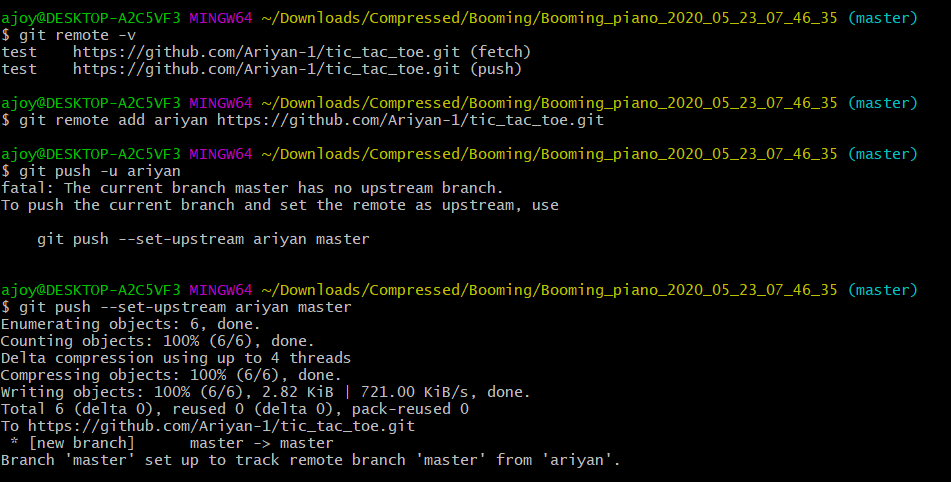 ajoy@DESKTOP-A2C5VF3 MINGW64 ~/Downloads/Compressed/Booming/Booming_piano_2020_05_23_07_46_35 (master)
$ git remote -v
test    https://github.com/Ariyan-1/tic_tac_toe.git (fetch)
test    https://github.com/Ariyan-1/tic_tac_toe.git (push)
ajoy@DESKTOP-A2C5VF3 MINGW64 ~/Downloads/Compressed/Booming/Booming_piano_2020_05_23_07_46_35 (master)
$ git remote add ariyan https://github.com/Ariyan-1/tic_tac_toe.git
ajoy@DESKTOP-A2C5VF3 MINGW64 ~/Downloads/Compressed/Booming/Booming_piano_2020_05_23_07_46_35 (master)
$ git push -u ariyan
fatal: The current branch master has no upstream branch.
To push the current branch and set the remote as upstream, use
    git push --set-upstream ariyan master
ajoy@DESKTOP-A2C5VF3 MINGW64 ~/Downloads/Compressed/Booming/Booming_piano_2020_05_23_07_46_35 (master)
$ git push --set-upstream ariyan master
Enumerating objects: 6, done.
Counting objects: 100% (6/6), done.
Delta compression using up to 4 threads
Compressing objects: 100% (6/6), done.
Writing objects: 100% (6/6), 2.82 KiB | 721.00 KiB/s, done.
Total 6 (delta 0), reused 0 (delta 0), pack-reused 0
To https://github.com/Ariyan-1/tic_tac_toe.git
 * [new branch]      master -> master
Branch 'master' set up to track remote branch 'master' from 'ariyan'.